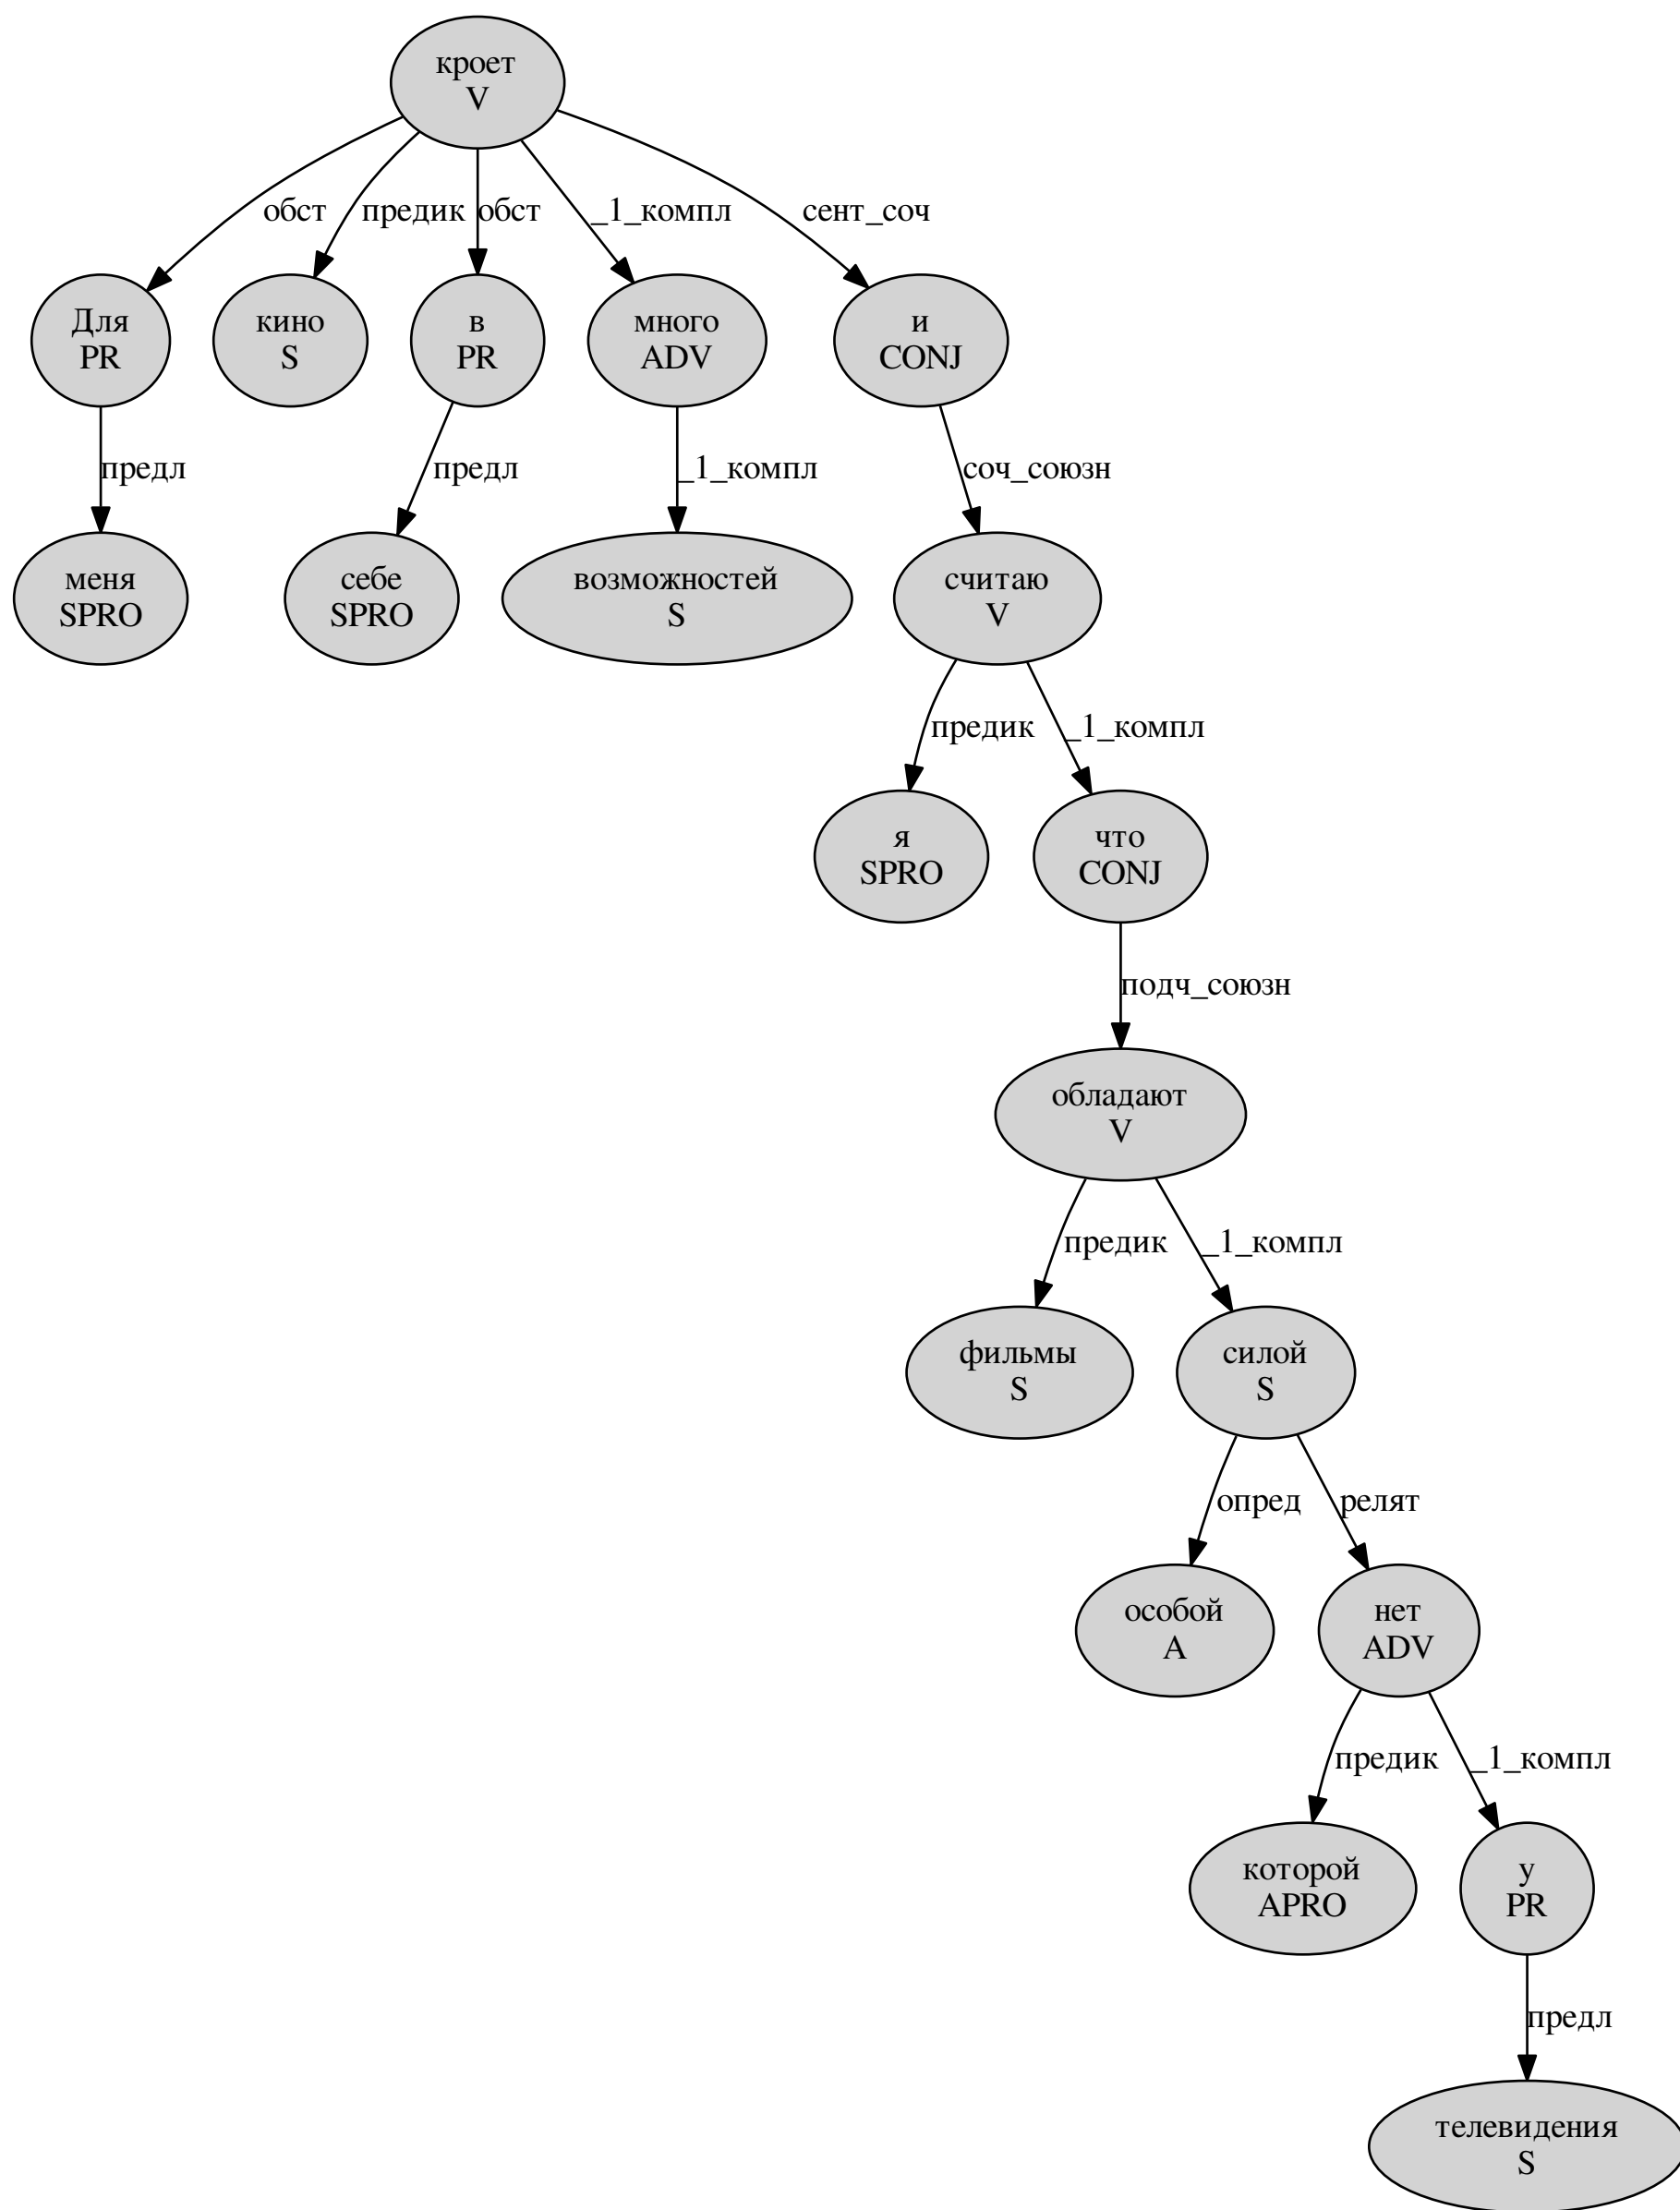 кроет
V
обст
предик
обст
_1_компл
сент_соч
Для
PR
кино
S
в
PR
много
ADV
и
CONJ
предл
предл
_1_компл
соч_союзн
меня
SPRO
себе
SPRO
возможностей
S
считаю
V
предик
_1_компл
я
SPRO
что
CONJ
подч_союзн
обладают
V
предик
_1_компл
фильмы
S
силой
S
опред
релят
особой
A
нет
ADV
предик
_1_компл
которой
APRO
у
PR
предл
телевидения
S